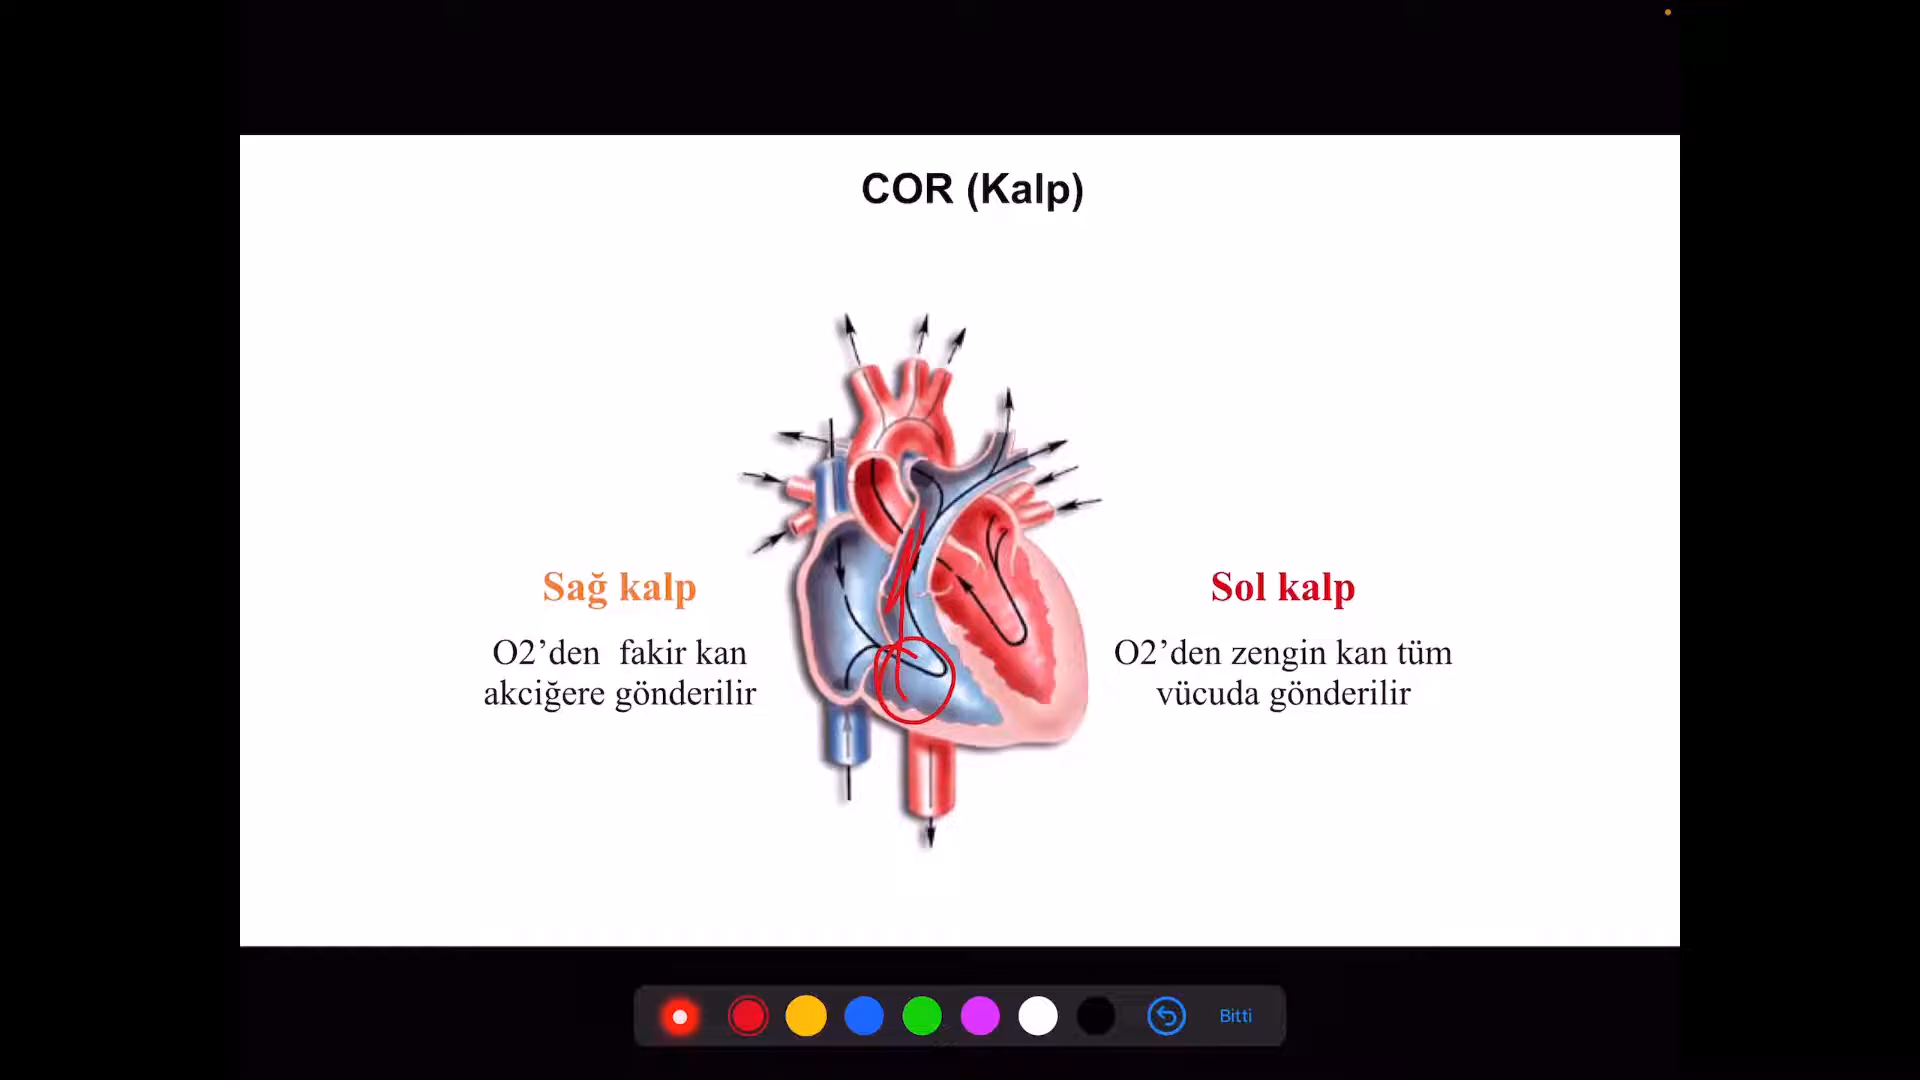 COR (Kalp)
Sağ kalp
O2’den  fakir kan
akciğere gönderilir
Sol kalp
O2’den zengin kan tüm
vücuda gönderilir
Bitti